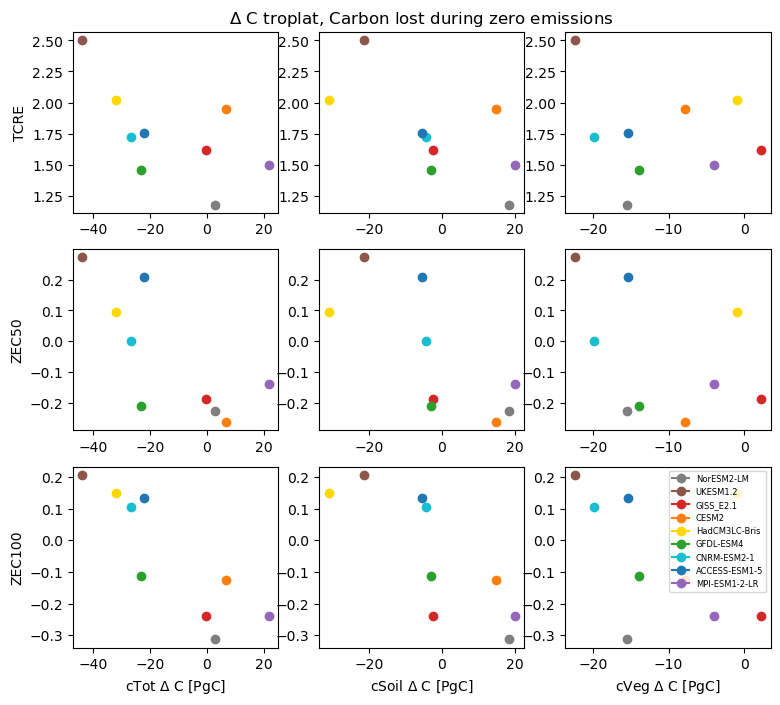 Δ C troplat, Carbon lost during zero emissions
TCRE
2.50
2.25
2.00
1.75
1.50
1.25
−40 −20 0 20
2.50
2.25
2.00
1.75
1.50
1.25
−20 0 20
2.50
2.25
2.00
1.75
1.50
1.25
−20 −10 0
ZEC50
0.2
0.1
0.0
−0.1
−0.2
−40 −20 0 20
0.2
0.1
0.0
−0.1
−0.2
−20 0 20
0.2
0.1
0.0
−0.1
−0.2
−20 −10 0
ZEC100
0.2
0.1
0.0
−0.1
−0.2
−0.3
−40 −20 0 20
cTot Δ C [PgC]
0.2
0.1
0.0
−0.1
−0.2
−0.3
−20 0 20
cSoil Δ C [PgC]
0.2
0.1
0.0
−0.1
−0.2
−0.3
−20 −10 0
cVeg Δ C [PgC]
NorESM2-LM
UKESM1.2
GISS_E2.1
CESM2
HadCM3LC-Bris
GFDL-ESM4
CNRM-ESM2-1
ACCESS-ESM1-5
MPI-ESM1-2-LR